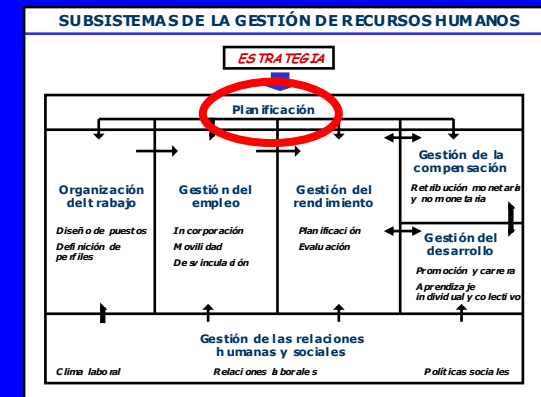 SUBSISTEMAS DE LA GESTIÓN DE RECURSOS HUMANOS
ESTRATEGIA
Planificación
Organización
del trabajo
Diseño de puestos
Definición de
perfiles
Gestión del
empleo
Incorporación
Movilidad
Desvinculación
Gestión del
rendimiento
Planificación
Evaluación
Gestión de la
compensación
Retribución monetaria
y no monetaria
Gestión del
desarrollo
Promoción y carrera
Aprendizaje
individual y colectivo
Gestión de las relaciones
humanas y sociales
Clima laboral
Relaciones laborales
Políticas sociales